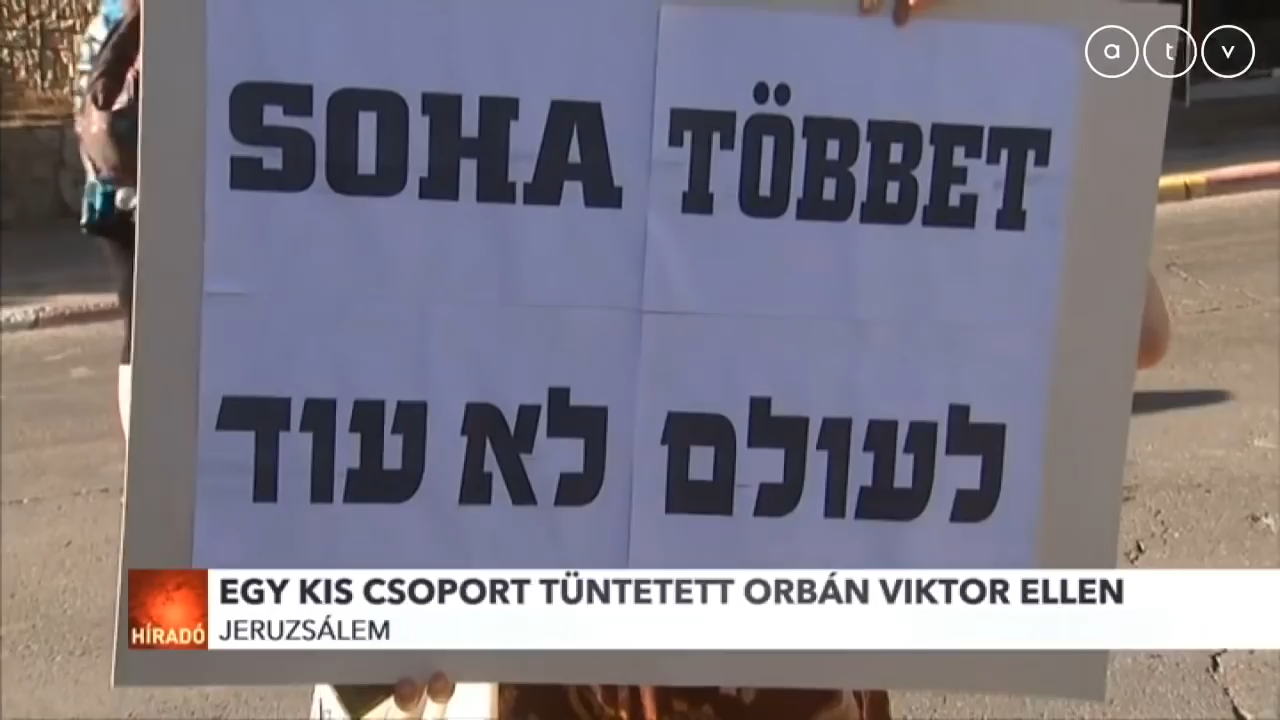 atv
SOHA TÖBBET
לעולם לא עוד
EGY KIS CSOPORT TÜNTETETT ORBÁN VIKTOR ELLEN
HÍRADÓ
JERUZSÁLEM